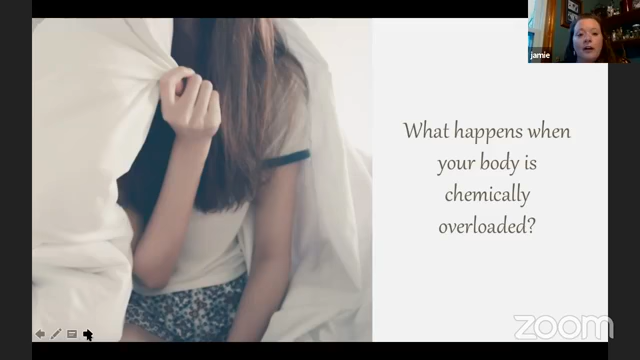 jamie
What happens when
your body is
chemically
overloaded?
zoom